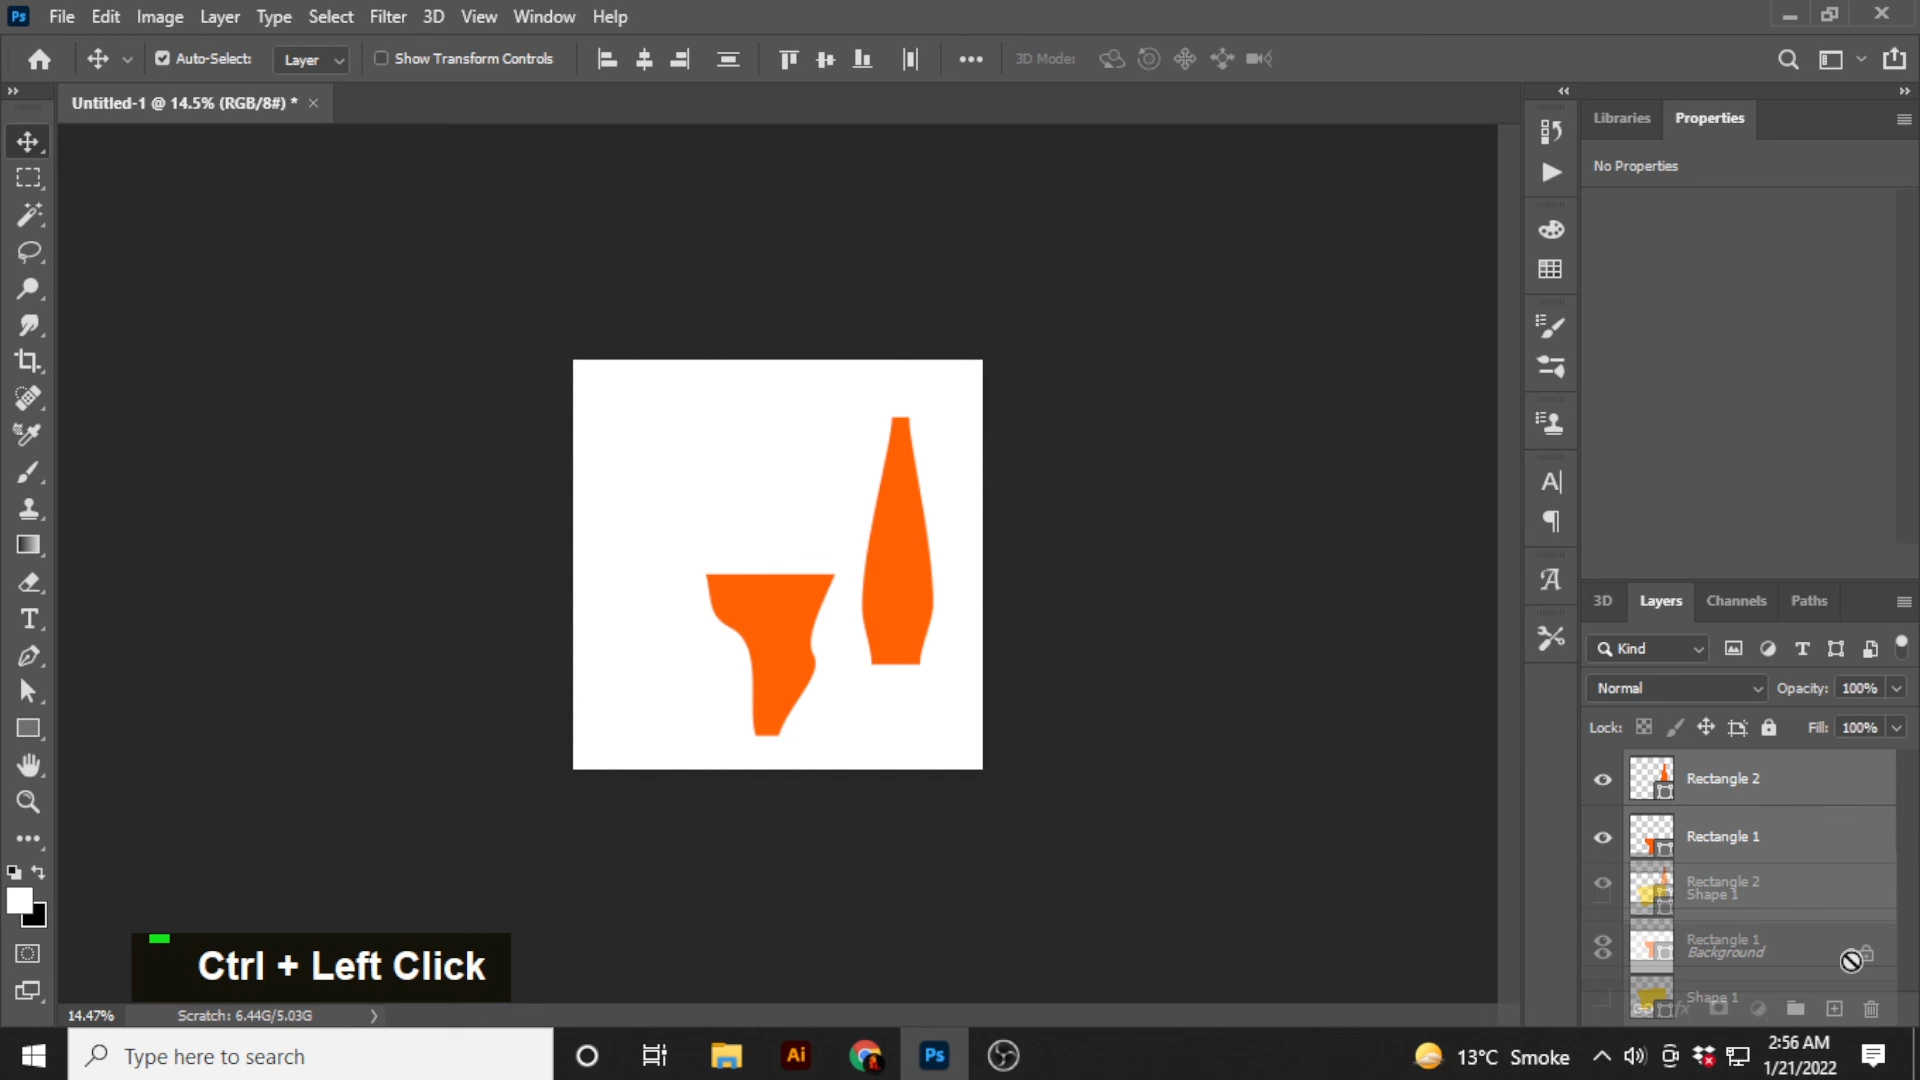 Ps File Edit Image Layer Type Select Filter 3D View Window Help
Auto-Select: Layer Show Transform Controls 3D Mode:
Untitled-1 @ 14.5% (RGB/8#) *
Libraries Properties
No Properties
3D Layers Channels Paths
Kind
Normal Opacity: 100%
Lock: Fill: 100%
Rectangle 2
Rectangle 1
Rectangle 2
Shape 1
Rectangle 1
Background
Shape 1
Ctrl + Left Click
14.47% Scratch: 6.44G/5.03G
Type here to search
Ai Ps
13°C Smoke
2:56 AM
1/21/2022